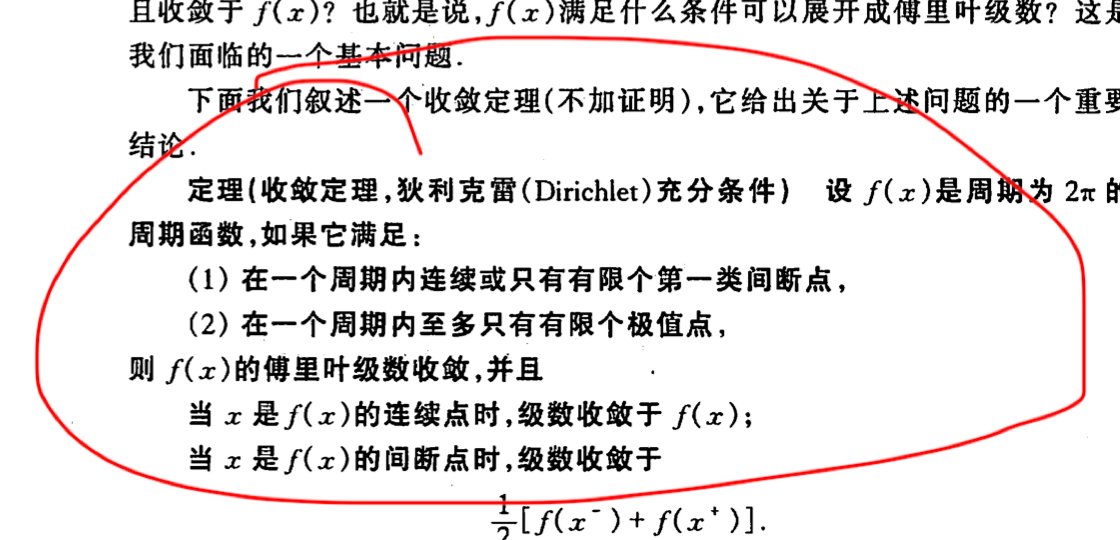 且收敛于 f(x)? 也就是说,f(x)满足什么条件可以展开成傅里叶级数? 这是
我们面临的一个基本问题.
下面我们叙述一个收敛定理(不加证明),它给出关于上述问题的一个重要
结论.
定理(收敛定理,狄利克雷(Dirichlet)充分条件) 设 f(x)是周期为 2π 的
周期函数,如果它满足:
(1) 在一个周期内连续或只有有限个第一类间断点,
(2) 在一个周期内至多只有有限个极值点,
则 f(x)的傅里叶级数收敛,并且
当 x 是 f(x)的连续点时,级数收敛于 f(x);
当 x 是 f(x)的间断点时,级数收敛于
1/2[f(x⁻)+f(x⁺)].